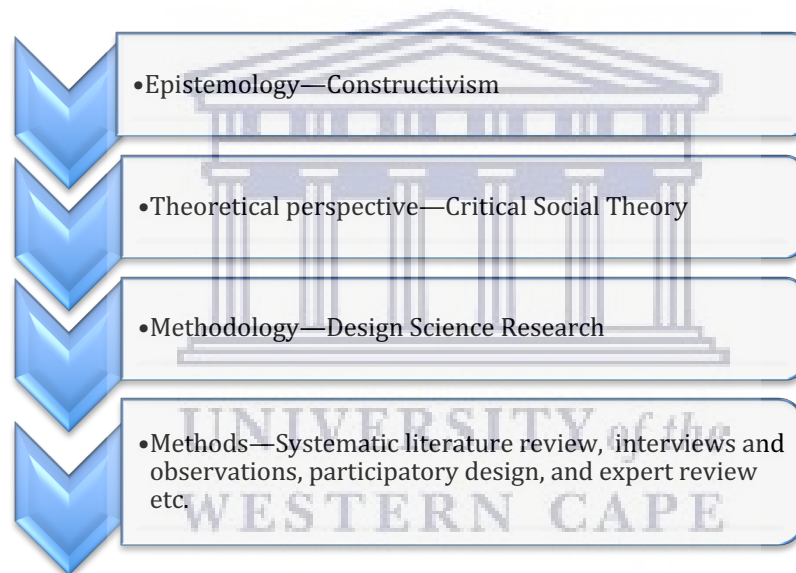 •Epistemology—Constructivism
•Theoretical perspective—Critical Social Theory
•Methodology—Design Science Research
•Methods—Systematic literature review, interviews and
observations, participatory design, and expert review
etc.
UNIVERSITY of the
WESTERN CAPE